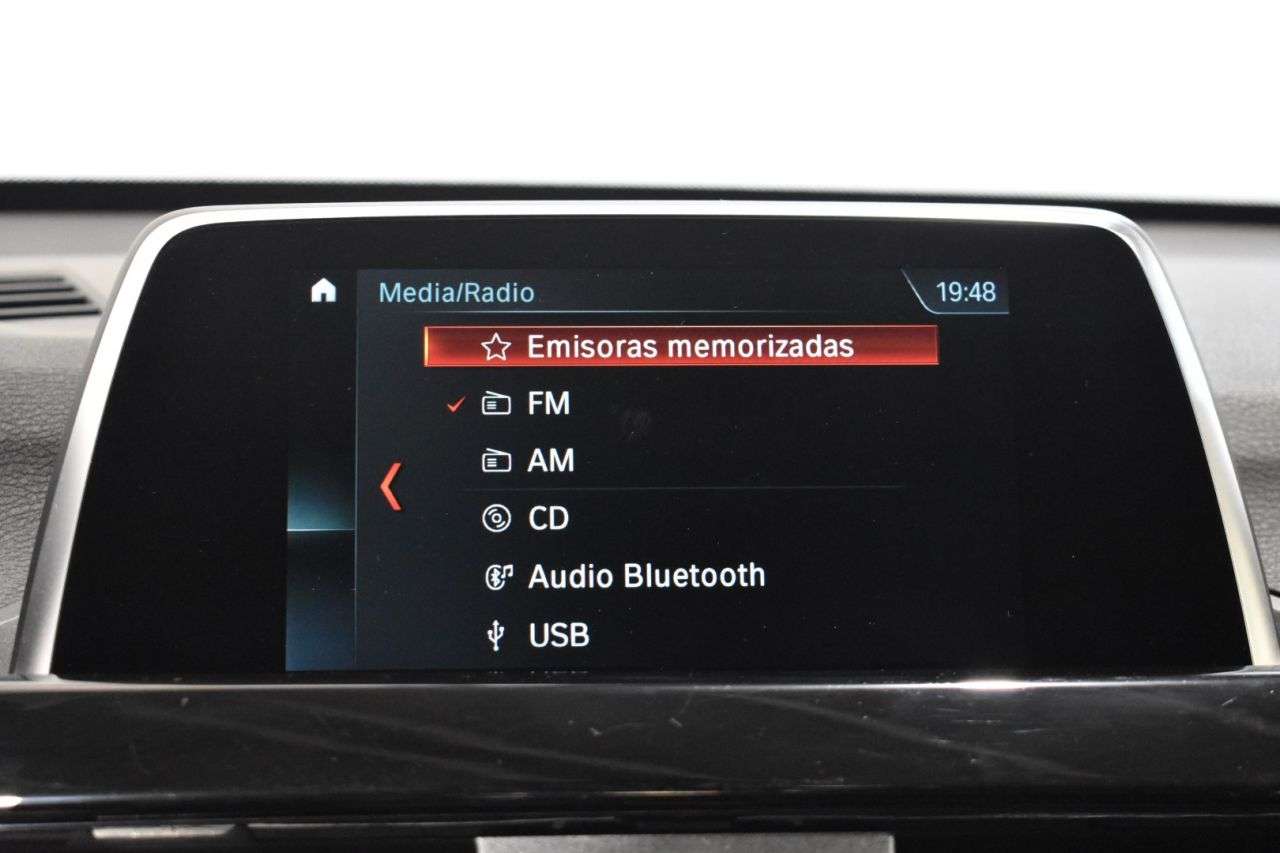 Media/Radio
19:48
Emisoras memorizadas
FM
AM
CD
Audio Bluetooth
USB